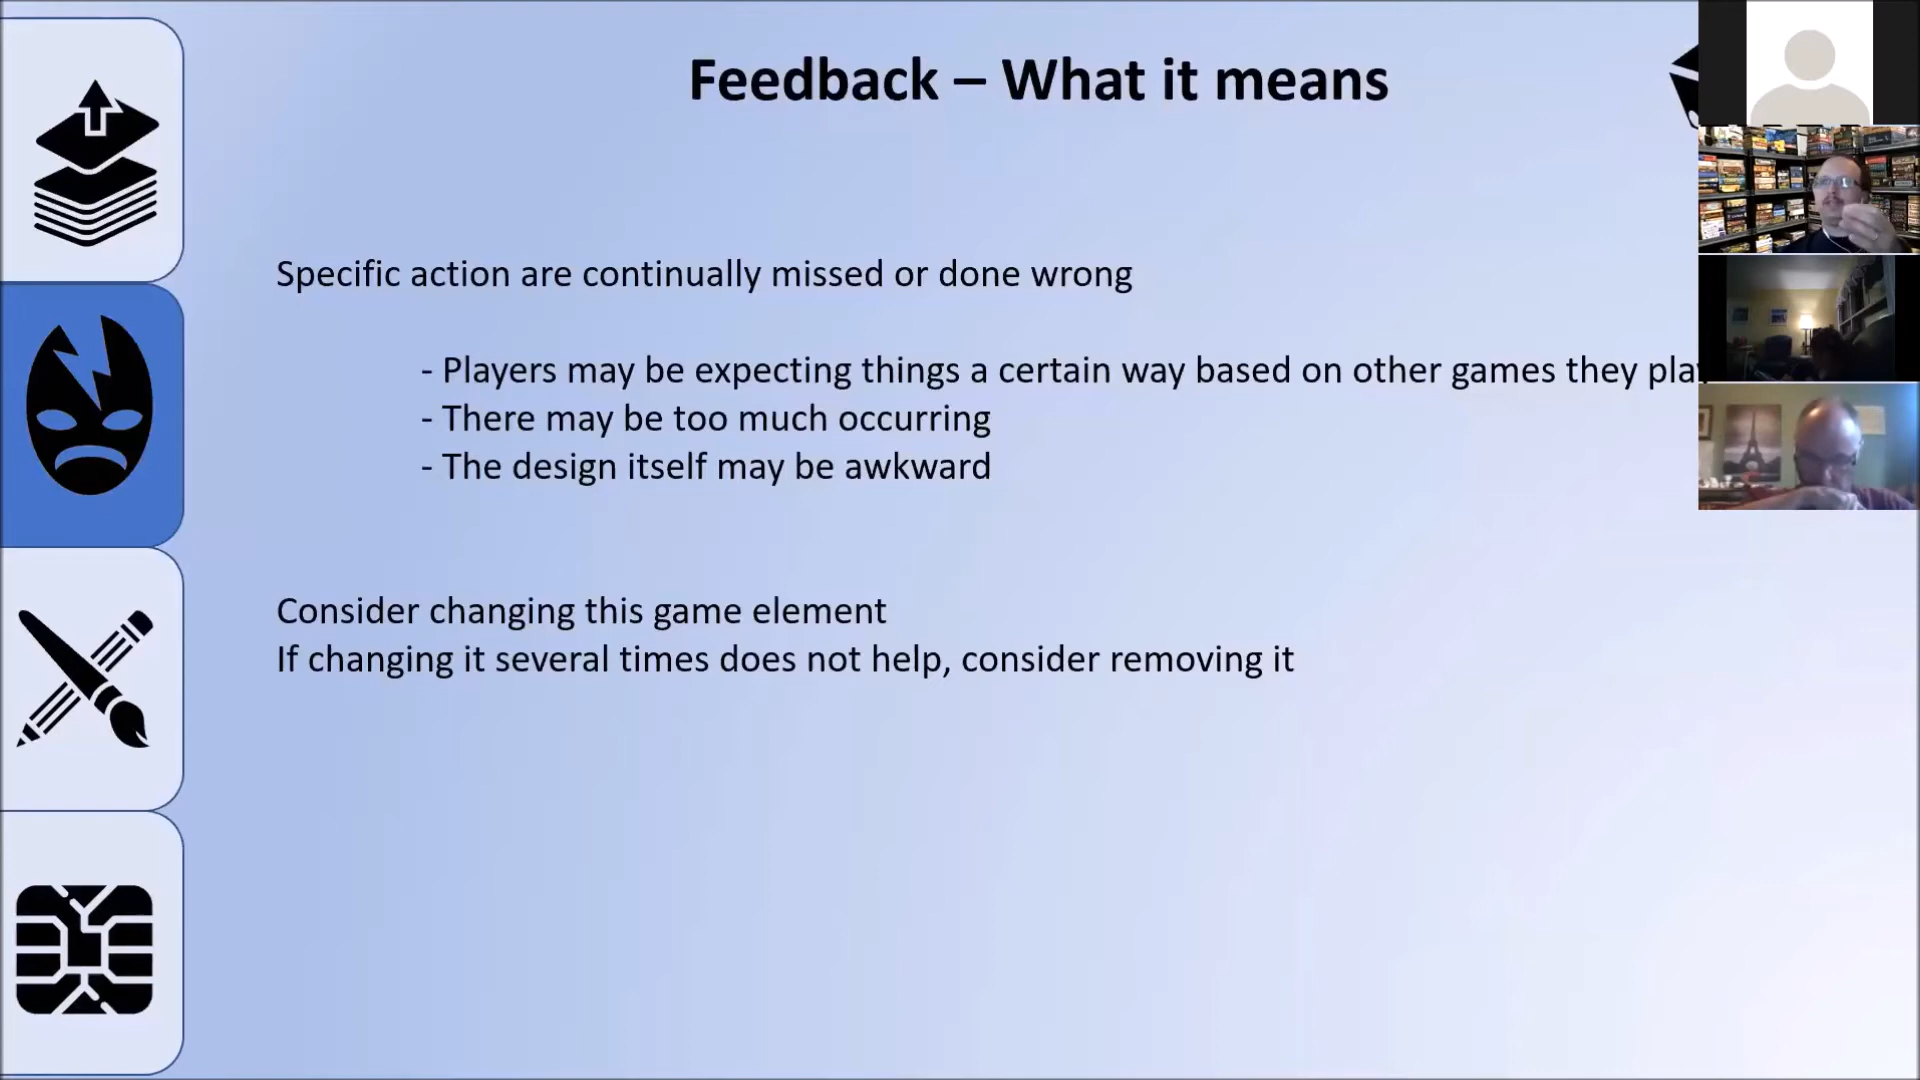 Feedback – What it means
Specific action are continually missed or done wrong
- Players may be expecting things a certain way based on other games they
- There may be too much occurring
- The design itself may be awkward
Consider changing this game element
If changing it several times does not help, consider removing it